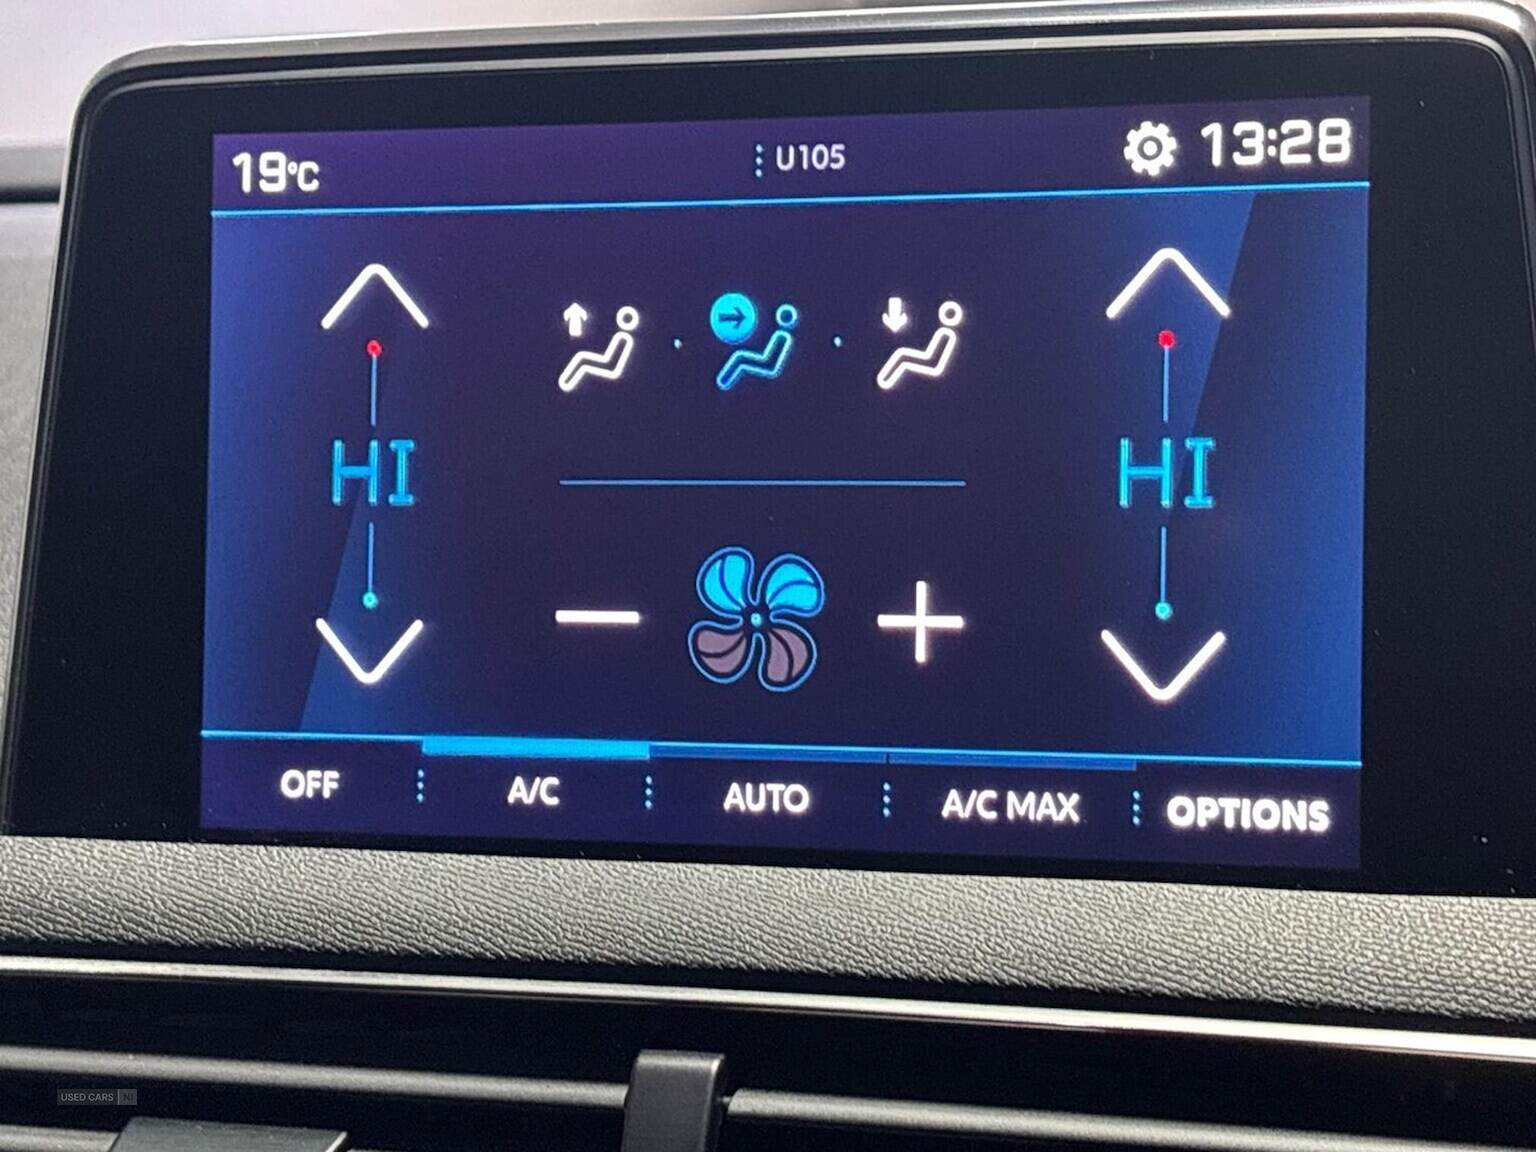 19°C
U105
13:28
HI
HI
OFF
A/C
AUTO
A/C MAX
OPTIONS
USED CARS NI